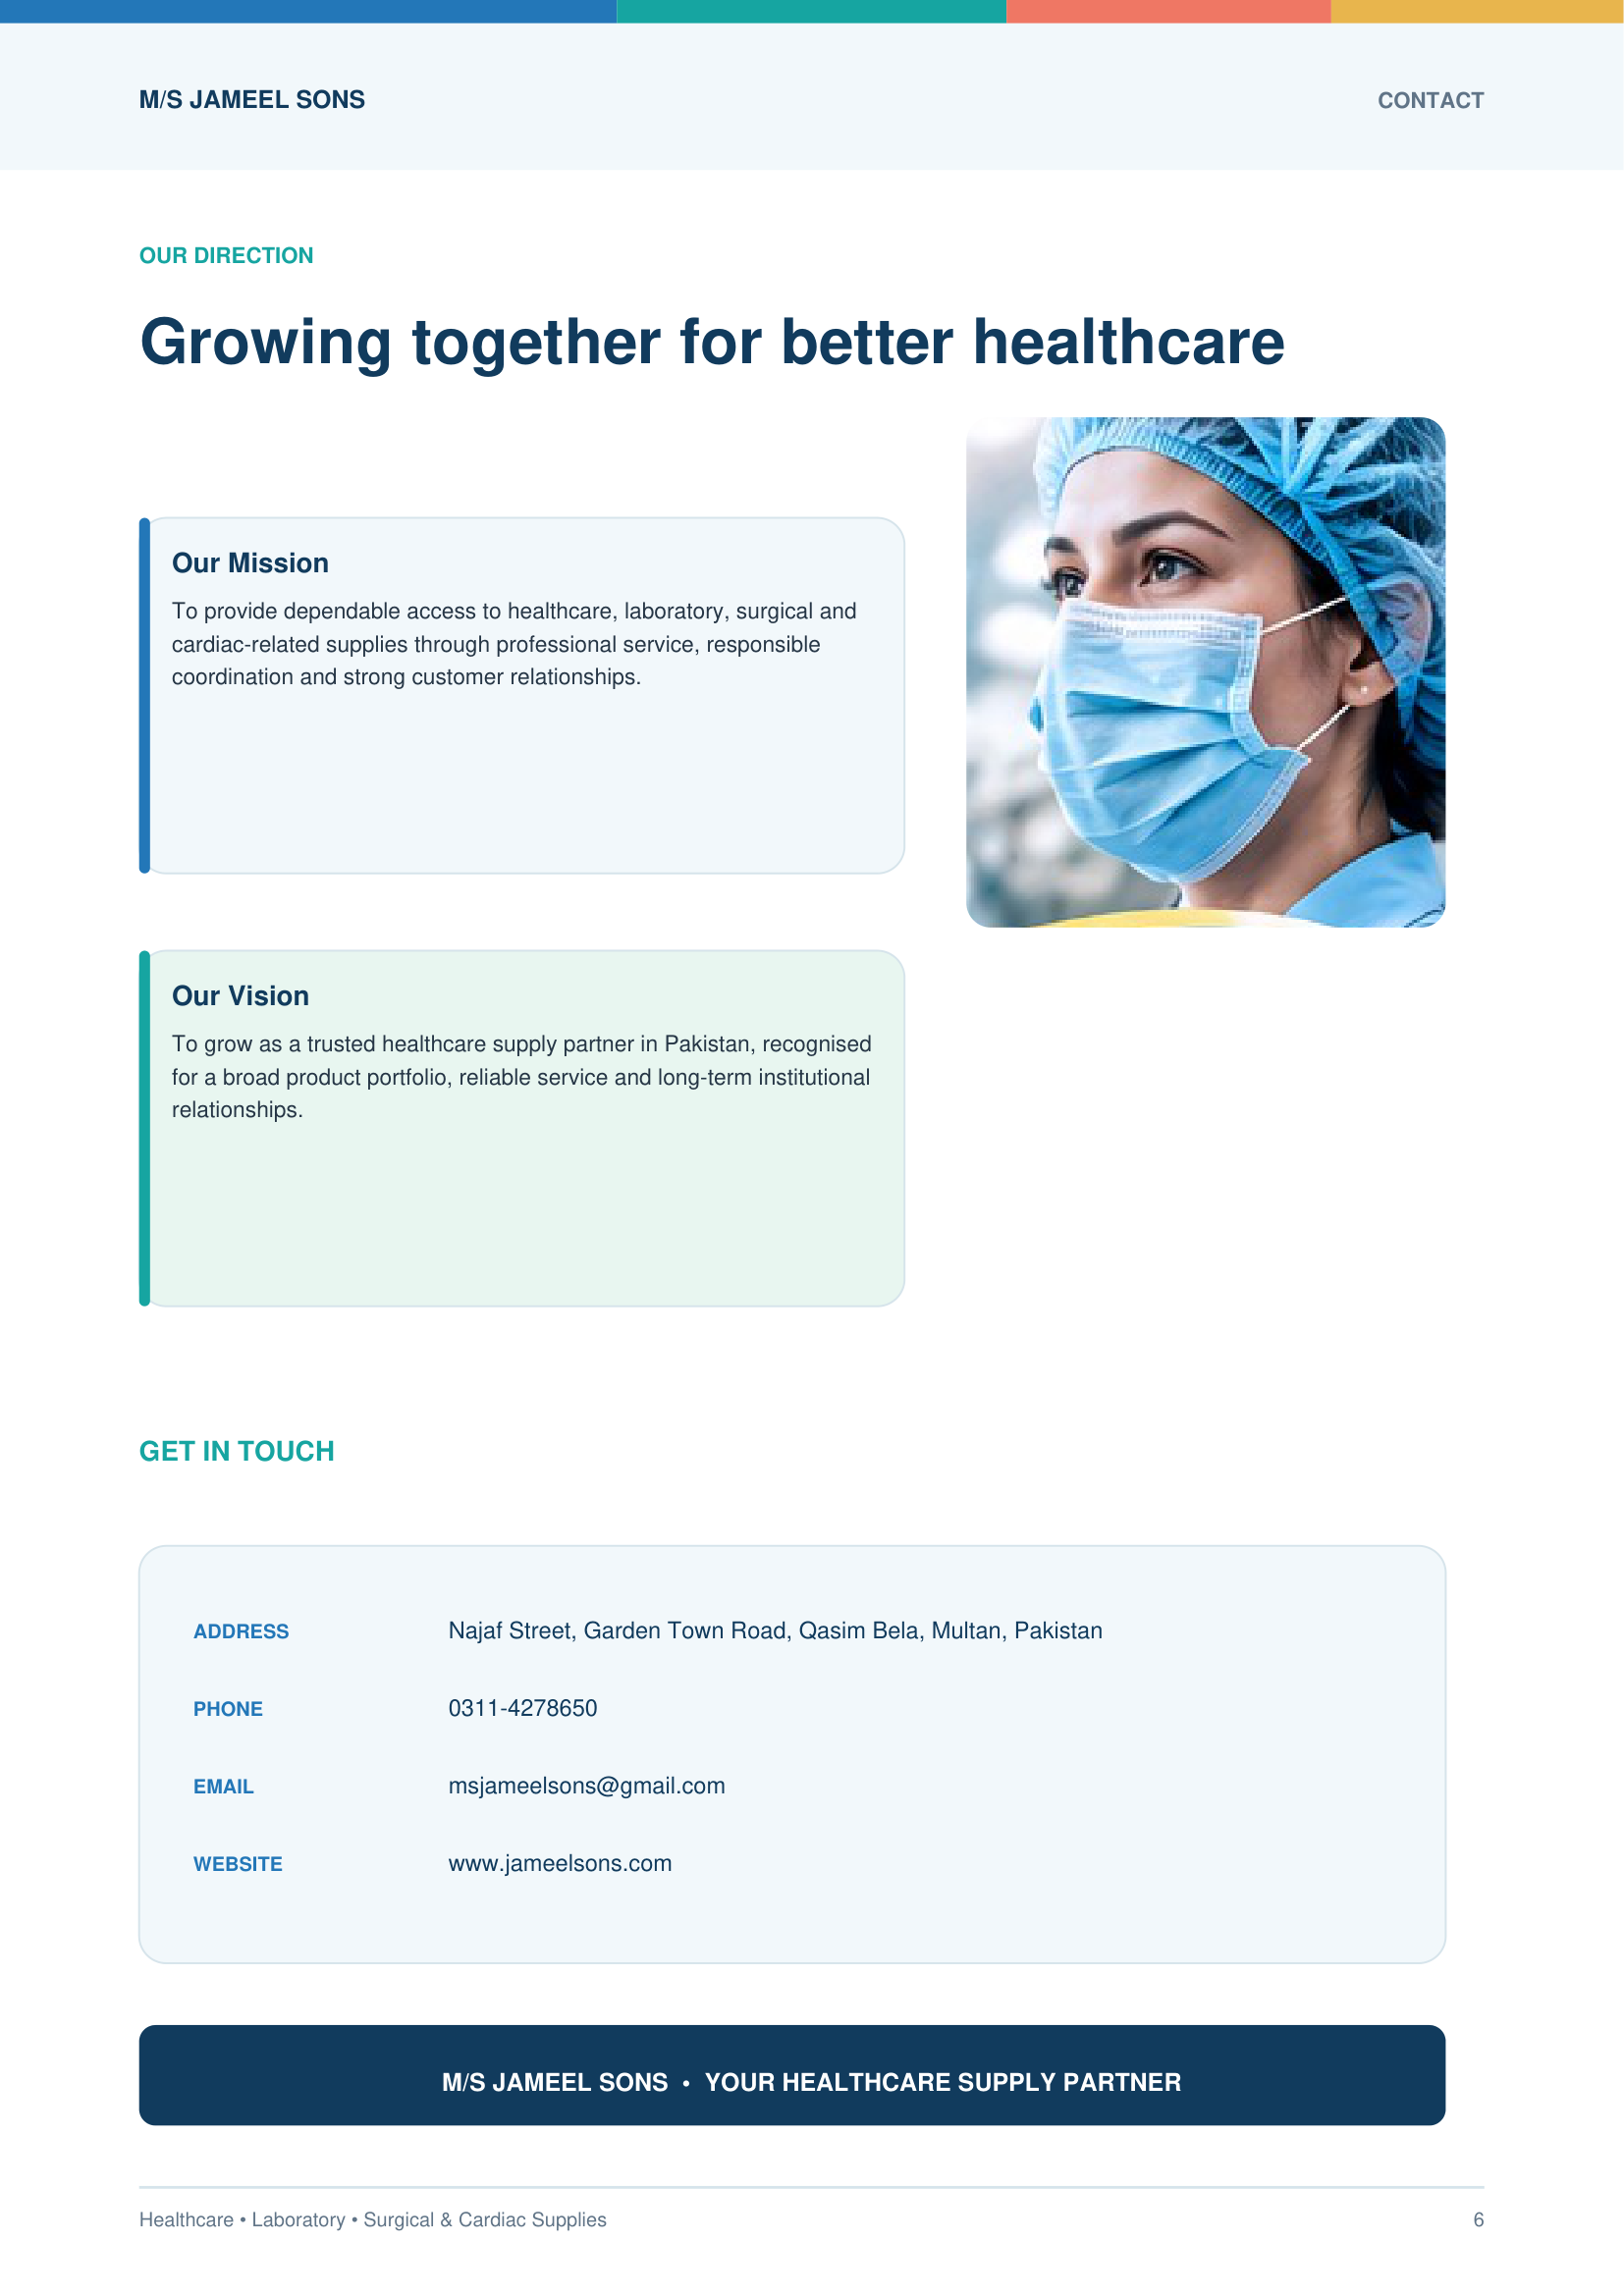 M/S JAMEEL SONS
CONTACT
OUR DIRECTION
Growing together for better healthcare
Our Mission
To provide dependable access to healthcare, laboratory, surgical and
cardiac-related supplies through professional service, responsible
coordination and strong customer relationships.
Our Vision
To grow as a trusted healthcare supply partner in Pakistan, recognised
for a broad product portfolio, reliable service and long-term institutional
relationships.
GET IN TOUCH
ADDRESS Najaf Street, Garden Town Road, Qasim Bela, Multan, Pakistan
PHONE 0311-4278650
EMAIL msjameelsons@gmail.com
WEBSITE www.jameelsons.com
M/S JAMEEL SONS • YOUR HEALTHCARE SUPPLY PARTNER
Healthcare • Laboratory • Surgical & Cardiac Supplies
6